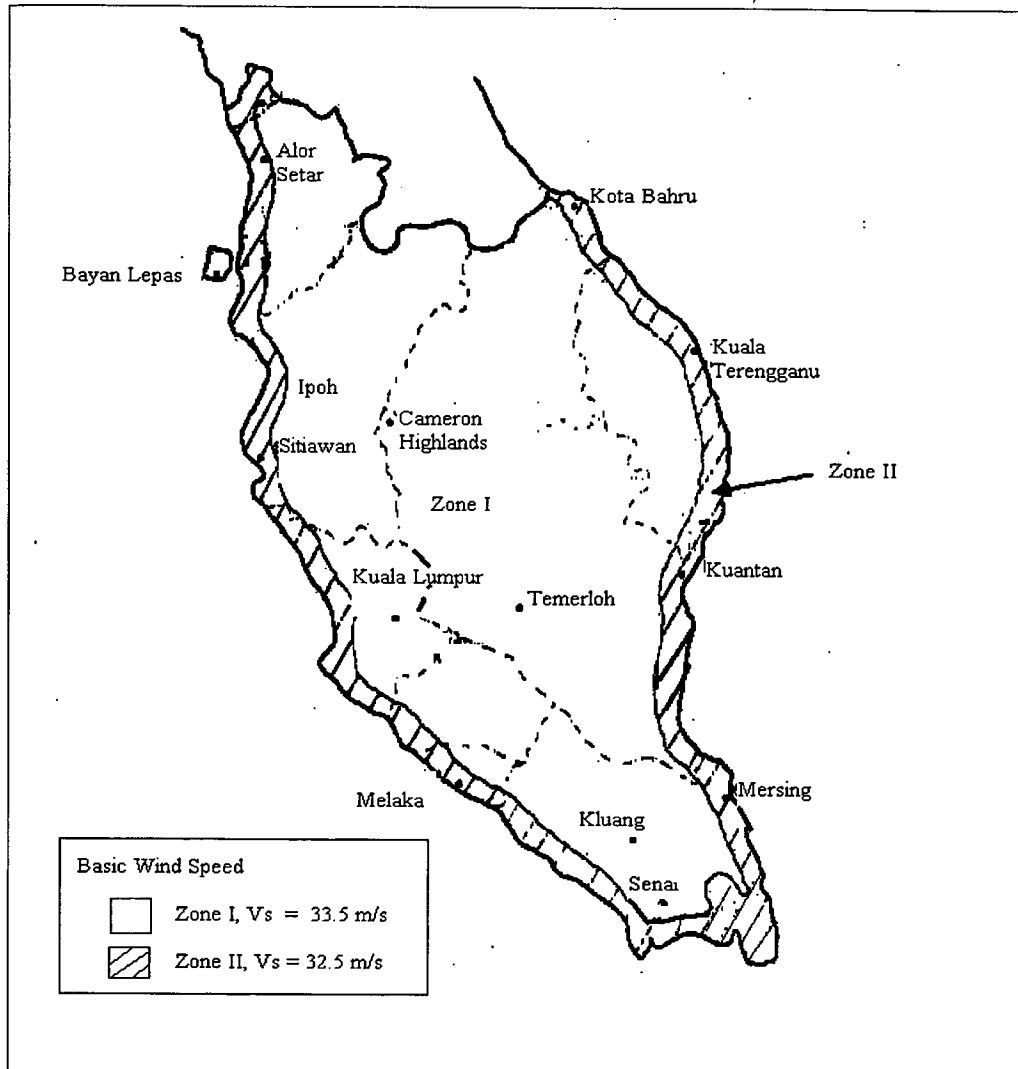 Alor
Setar
Kota Bahru
Bayan Lepas
Kuala
Terengganu
Ipoh
Cameron
Highlands
Sitiawan
Zone II
Zone I
Kuantan
Kuala Lumpur
Temerloh
Mersing
Melaka
Kluang
Senai
Basic Wind Speed
Zone I, Vs = 33.5 m/s
Zone II, Vs = 32.5 m/s